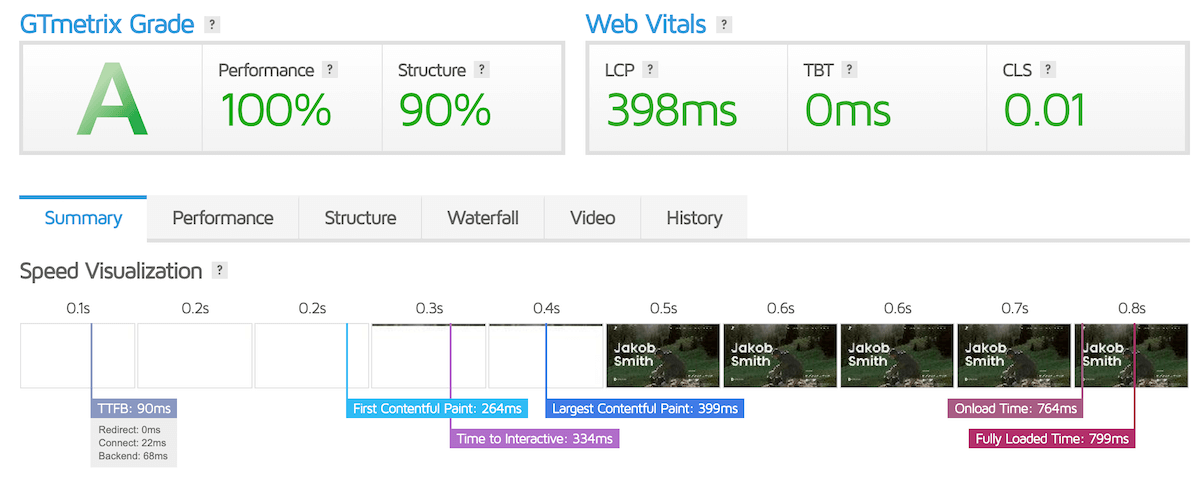 GTmetrix Grade ?
Web Vitals ?
A
Performance ?
100%
Structure ?
90%
LCP ?
398ms
TBT ?
0ms
CLS ?
0.01
Summary Performance Structure Waterfall Video History
Speed Visualization ?
0.1s 0.2s 0.2s 0.3s 0.4s 0.5s 0.6s 0.6s 0.7s 0.8s
Jakob
Smith
Jakob
Smith
Jakob
Smith
Jakob
Smith
Jakob
Smith
TTFB: 90ms
Redirect: 0ms
Connect: 22ms
Backend: 68ms
First Contentful Paint: 264ms
Largest Contentful Paint: 399ms
Onload Time: 764ms
Time to Interactive: 334ms
Fully Loaded Time: 799ms